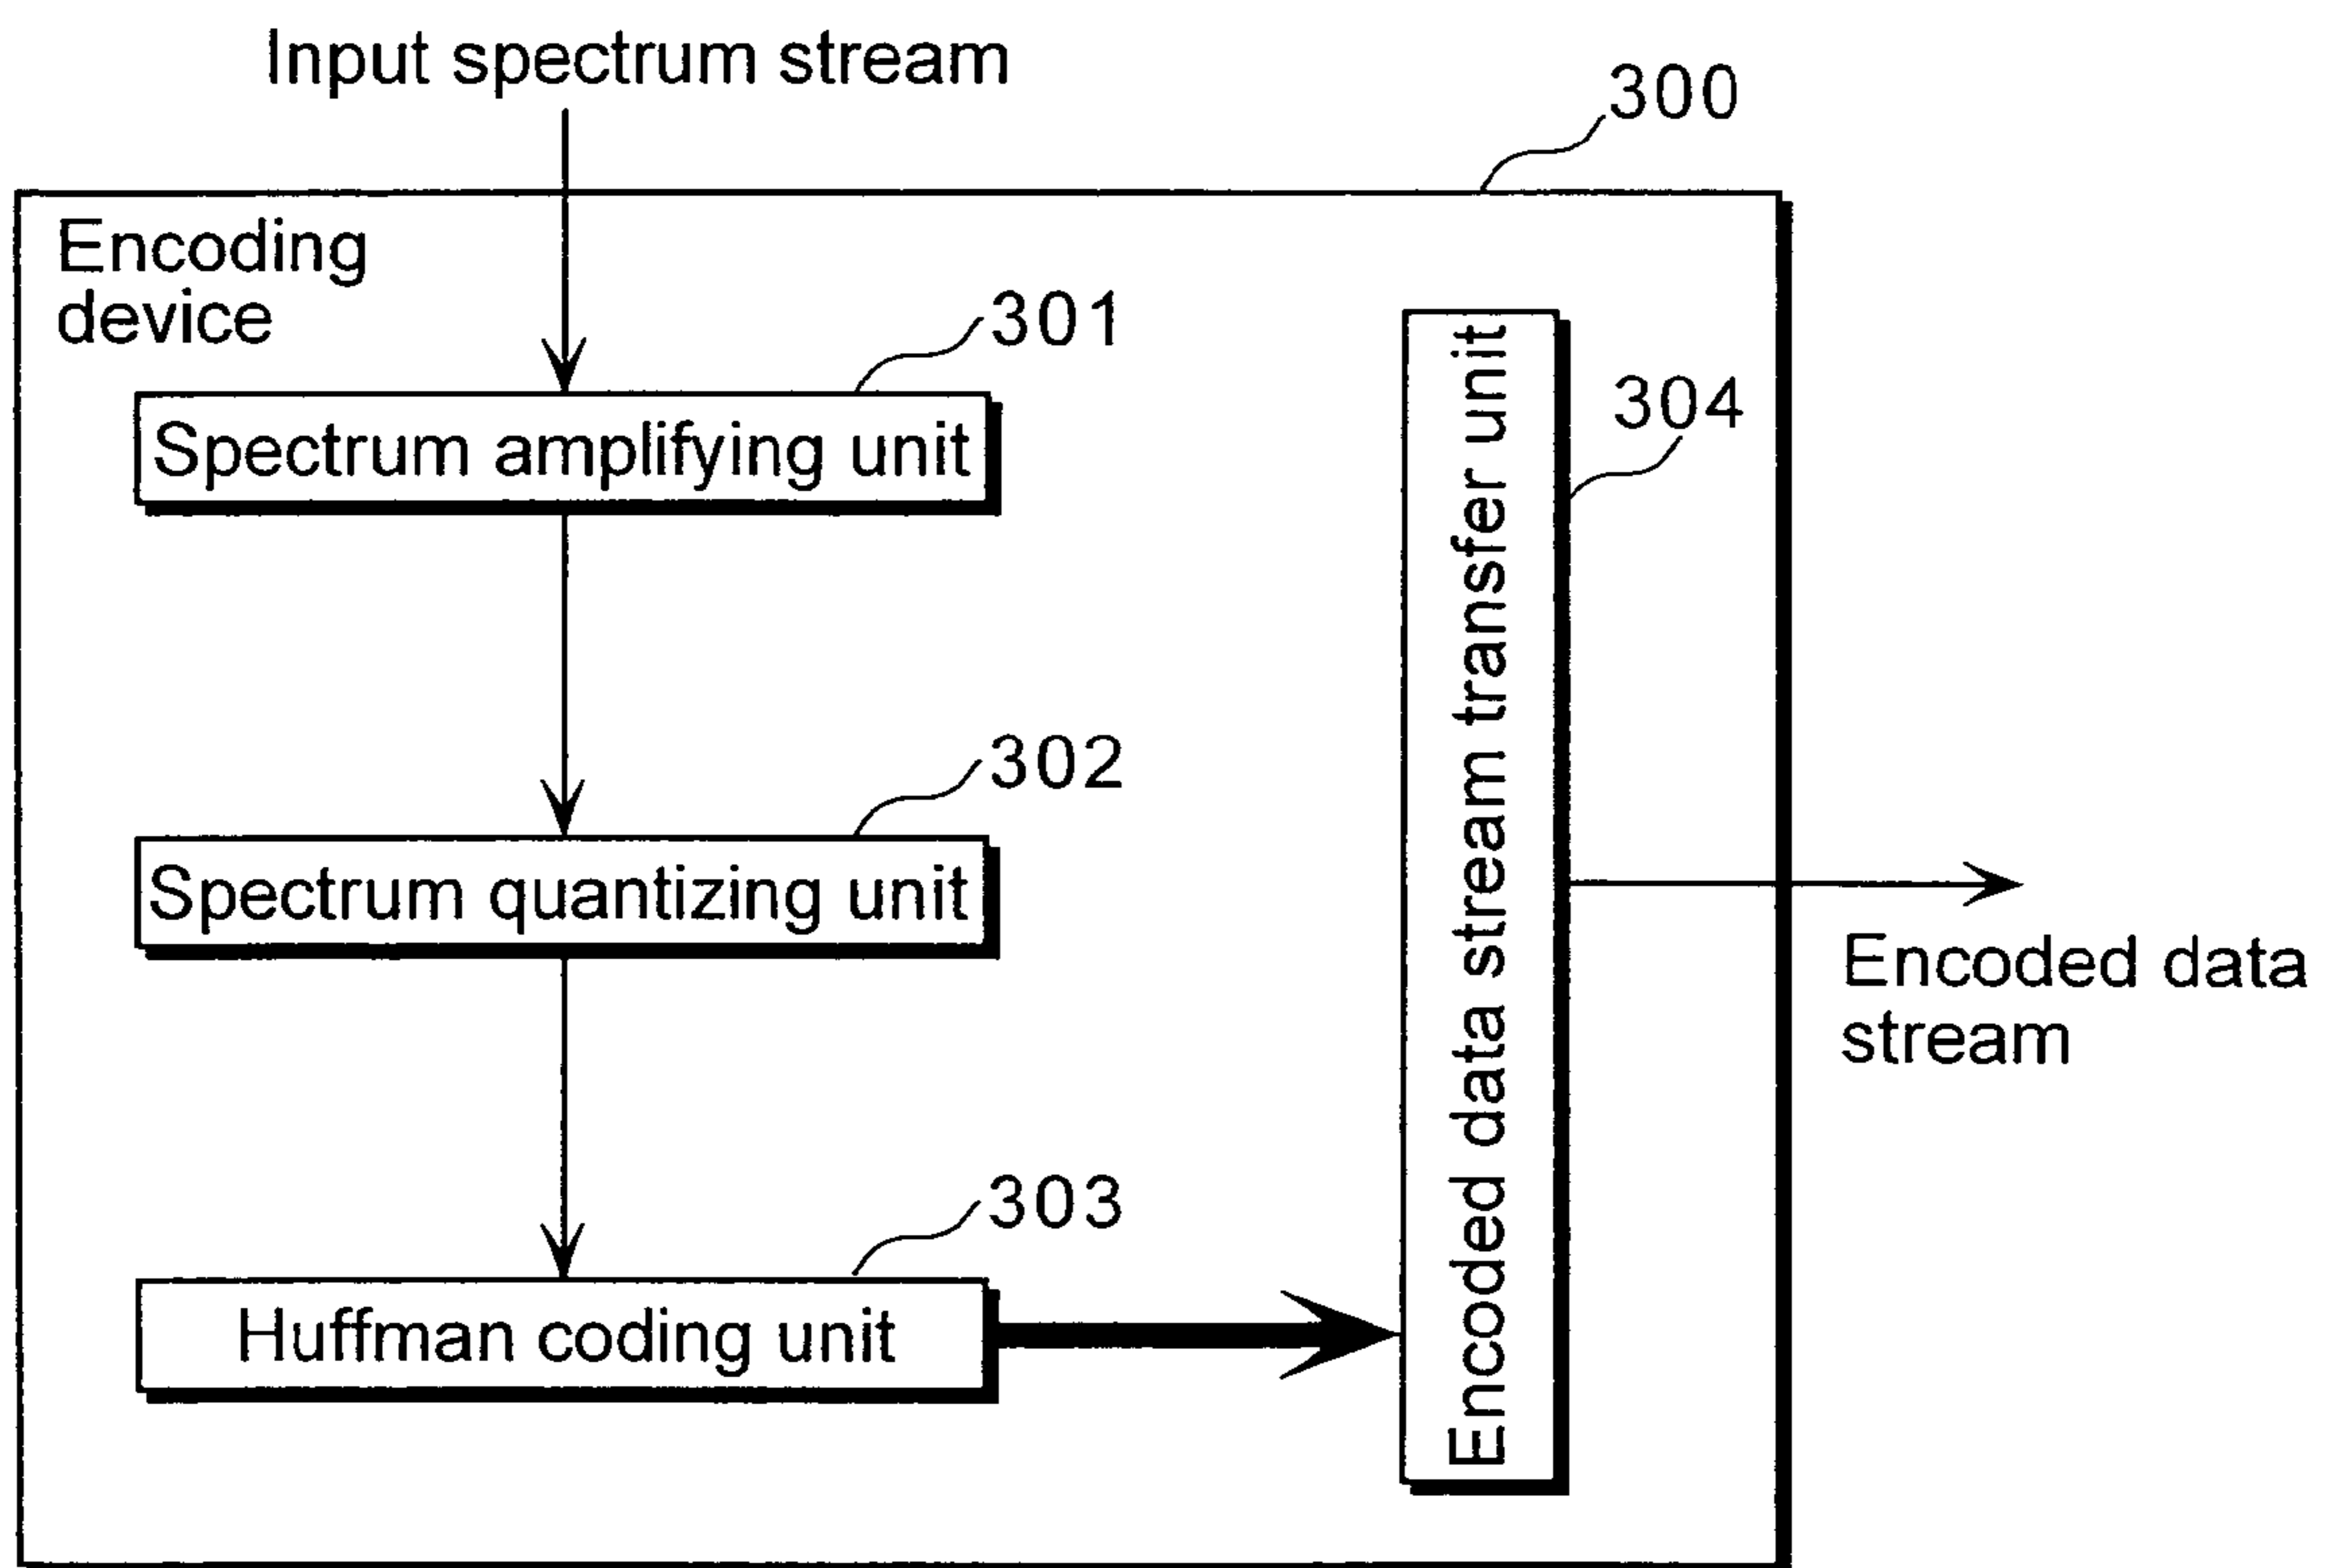 Input spectrum stream
300
Encoding
device
301
Spectrum amplifying unit
304
302
Spectrum quantizing unit
Encoded data stream transfer unit
Encoded data
stream
303
Huffman coding unit